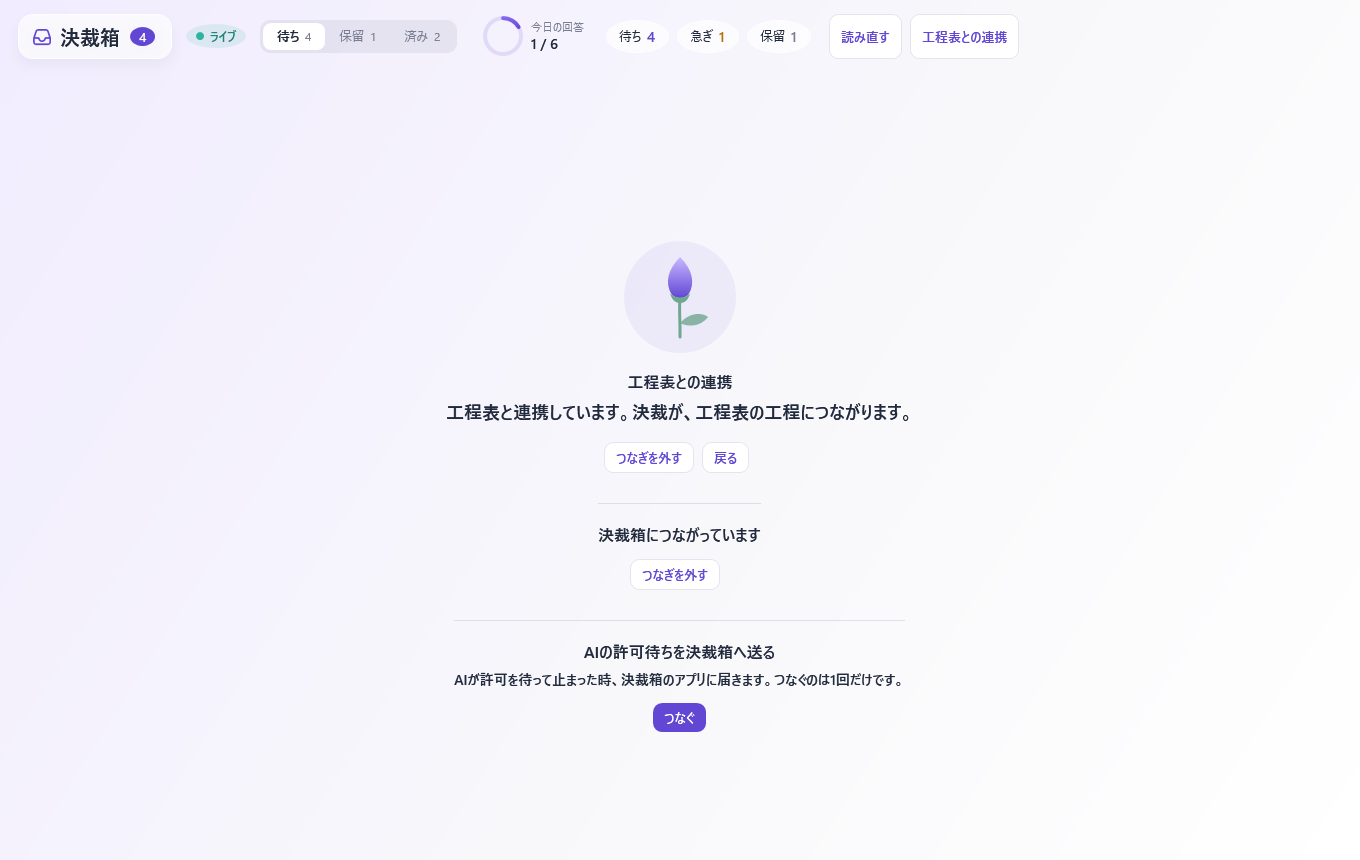 決裁箱 4 ライブ 待ち 4 保留 1 済み 2 今日の回答 待ち 4 急ぎ 1 保留 1 読み直す 工程表との連携
1 / 6
工程表との連携
工程表と連携しています。決裁が、工程表の工程につながります。
つなぎを外す 戻る
決裁箱につながっています
つなぎを外す
AIの許可待ちを決裁箱へ送る
AIが許可を待って止まった時、決裁箱のアプリに届きます。つなぐのは1回だけです。
つなぐ